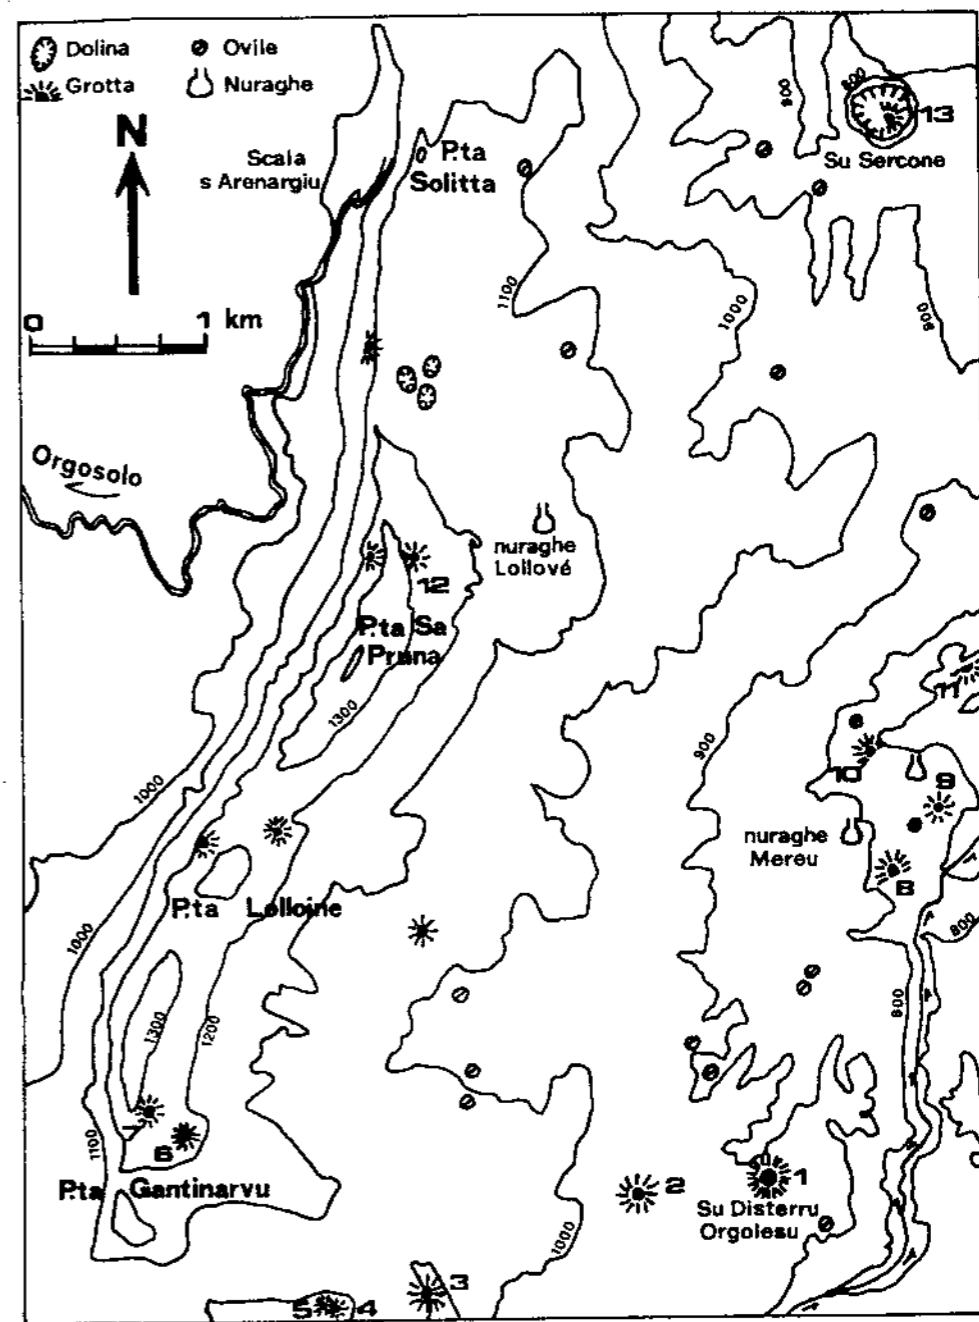 Dolina
Ovile
Grotta
Nuraghe
N
Scala
s Arenargiu
P.ta
Solitta
800
800
13
Su Sercone
0
1 km
1100
1000
900
Orgosolo
nuraghe
Lollové
12
P.ta Sa
Pruna
1300
11
900
10
9
1000
nuraghe
Mereu
8
P.ta Lolloine
1000
800
800
1300
1200
7
6
1100
P.ta Gantinarvu
2
1
Su Disterru
Orgolesu
1000
3
5
4